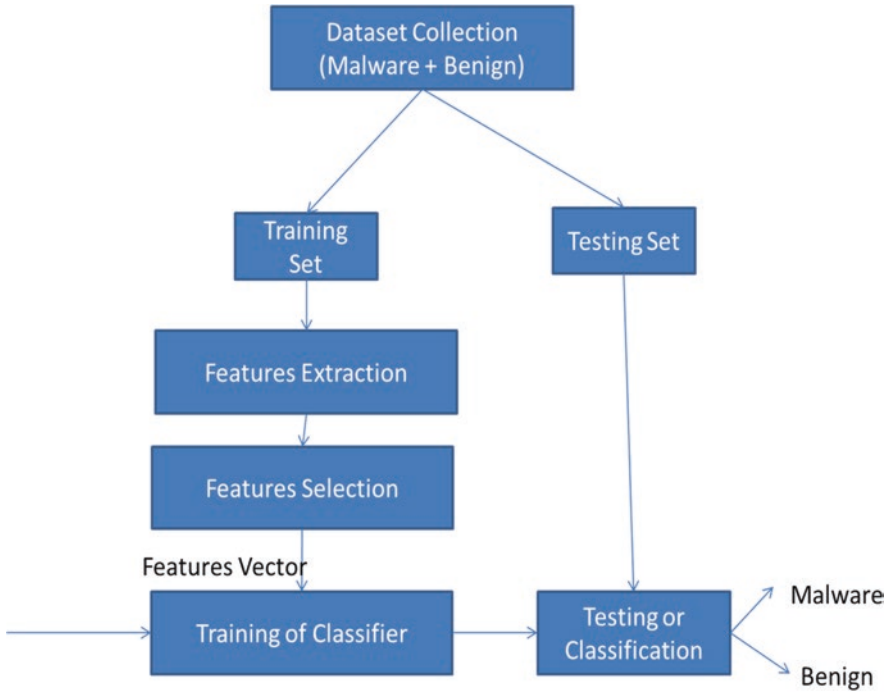 Dataset Collection
(Malware + Benign)
Training
Set
Testing Set
Features Extraction
Features Selection
Features Vector
Training of Classifier
Testing or
Classification
Malware
Benign